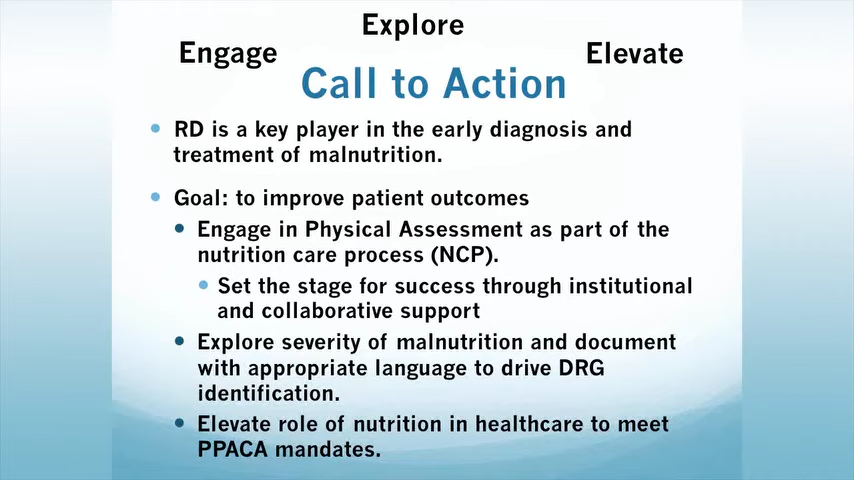 Explore
Engage
Elevate
Call to Action
RD is a key player in the early diagnosis and
treatment of malnutrition.
Goal: to improve patient outcomes
Engage in Physical Assessment as part of the
nutrition care process (NCP).
Set the stage for success through institutional
and collaborative support
Explore severity of malnutrition and document
with appropriate language to drive DRG
identification.
Elevate role of nutrition in healthcare to meet
PPACA mandates.